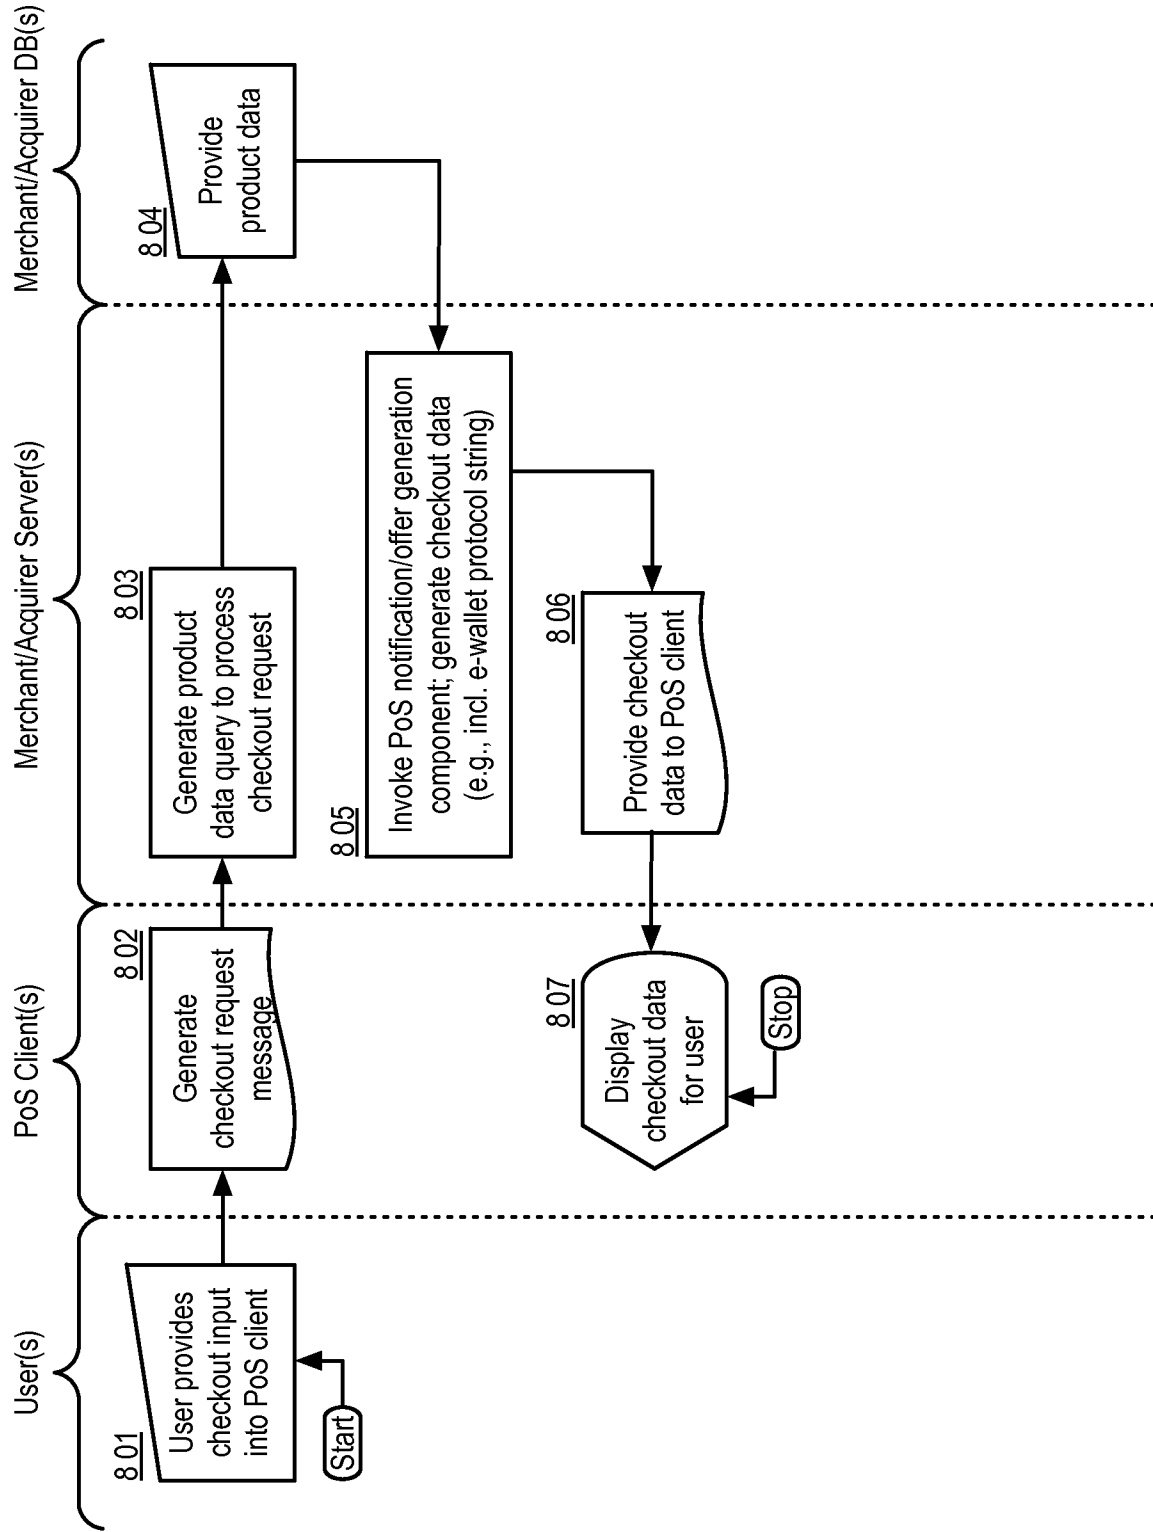 User(s)
PoS Client(s)
Merchant/Acquirer Server(s)
Merchant/Acquirer DB(s)
8 01
User provides
checkout input
into PoS client
Start
8 02
Generate
checkout request
message
8 03
Generate product
data query to process
checkout request
8 04
Provide
product data
8 05
Invoke PoS notification/offer generation
component; generate checkout data
(e.g., incl. e-wallet protocol string)
8 06
Provide checkout
data to PoS client
8 07
Display
checkout data
for user
Stop